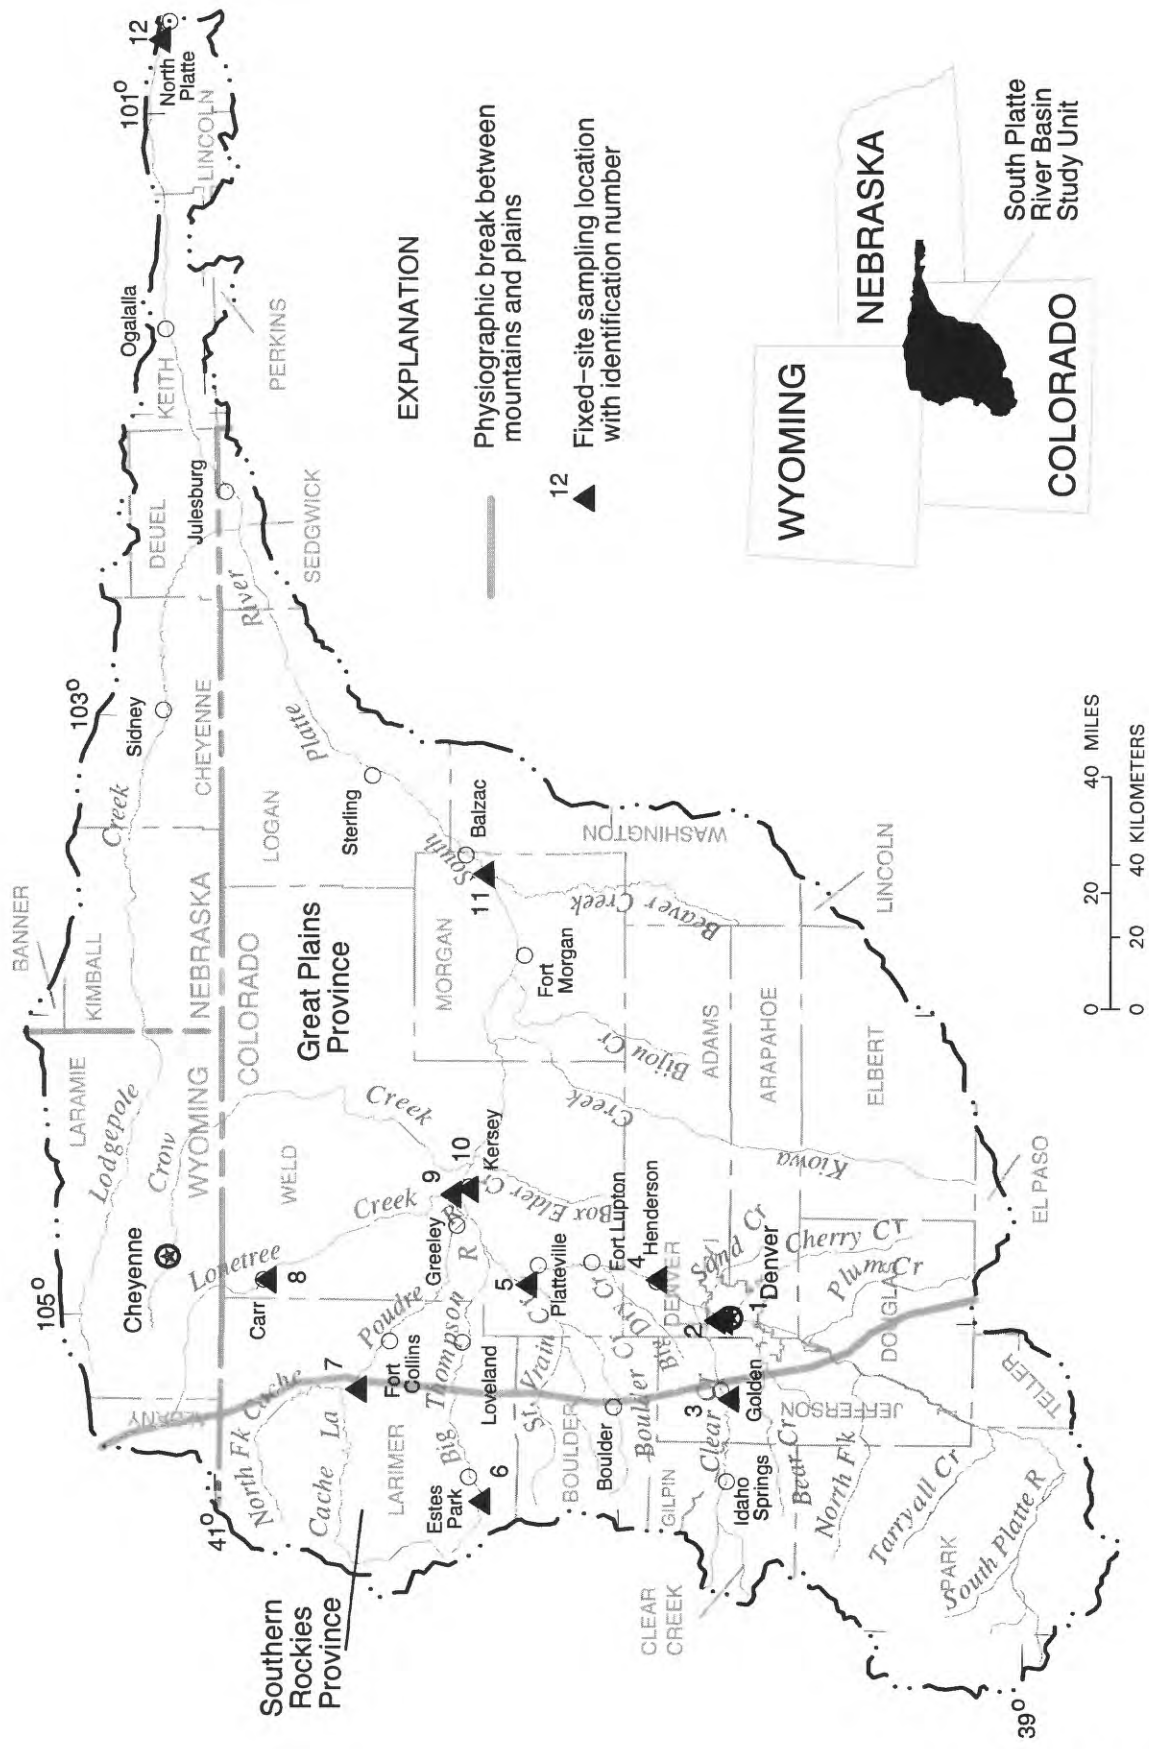 105°
103°
101°
41°
39°
BANNER
LARAMIE
KIMBALL
Lodgepole
Creek
Crow
Creek
Cheyenne
Sidney
CHEYENNE
DEUEL
KEITH
Ogalalla
LINCOLN
North
Platte
12
PERKINS
Julesburg
SEDGWICK
WYOMING
NEBRASKA
COLORADO
Lonetree
Creek
Carr
8
WELD
Great Plains
Province
LOGAN
Sterling
South
Platte
River
Balzac
11
MORGAN
Fort
Morgan
WASHINGTON
Beaver Creek
Bijou Cr
Kiowa
Creek
Southern
Rockies
Province
North Fk Cache
Cache La
Poudre
R
7
Fort
Collins
LARIMER
Big Thompson
R
Loveland
Greeley
9
10
Kersey
Box Elder Cr
Estes
Park
6
St. Vrain
Cr
5
Platteville
BOULDER
Boulder
Boulder Cr
Fort Lupton
4
Henderson
Big
Dry
Cr
GILPIN
CLEAR
CREEK
Clear Cr
3
Golden
Idaho
Springs
2
1
Denver
DENVER
Sand Cr
Cherry Cr
Plum Cr
ADAMS
ARAPAHOE
LINCOLN
ELBERT
EL PASO
DOUGLAS
JEFFERSON
Bear Cr
North Fk
Tarryall Cr
PARK
South Platte R
TELLER
EXPLANATION
Physiographic break between
mountains and plains
12
Fixed-site sampling location
with identification number
0 20 40 MILES
0 20 40 KILOMETERS
WYOMING
NEBRASKA
COLORADO
South Platte
River Basin
Study Unit